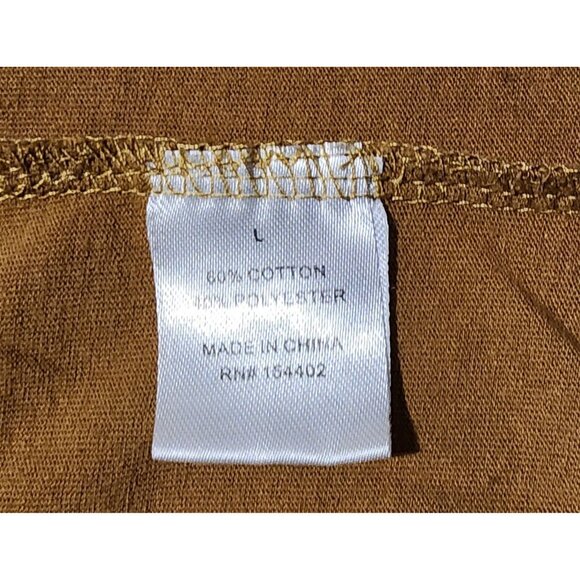 L
60% COTTON
40% POLYESTER
MADE IN CHINA
RN# 154402